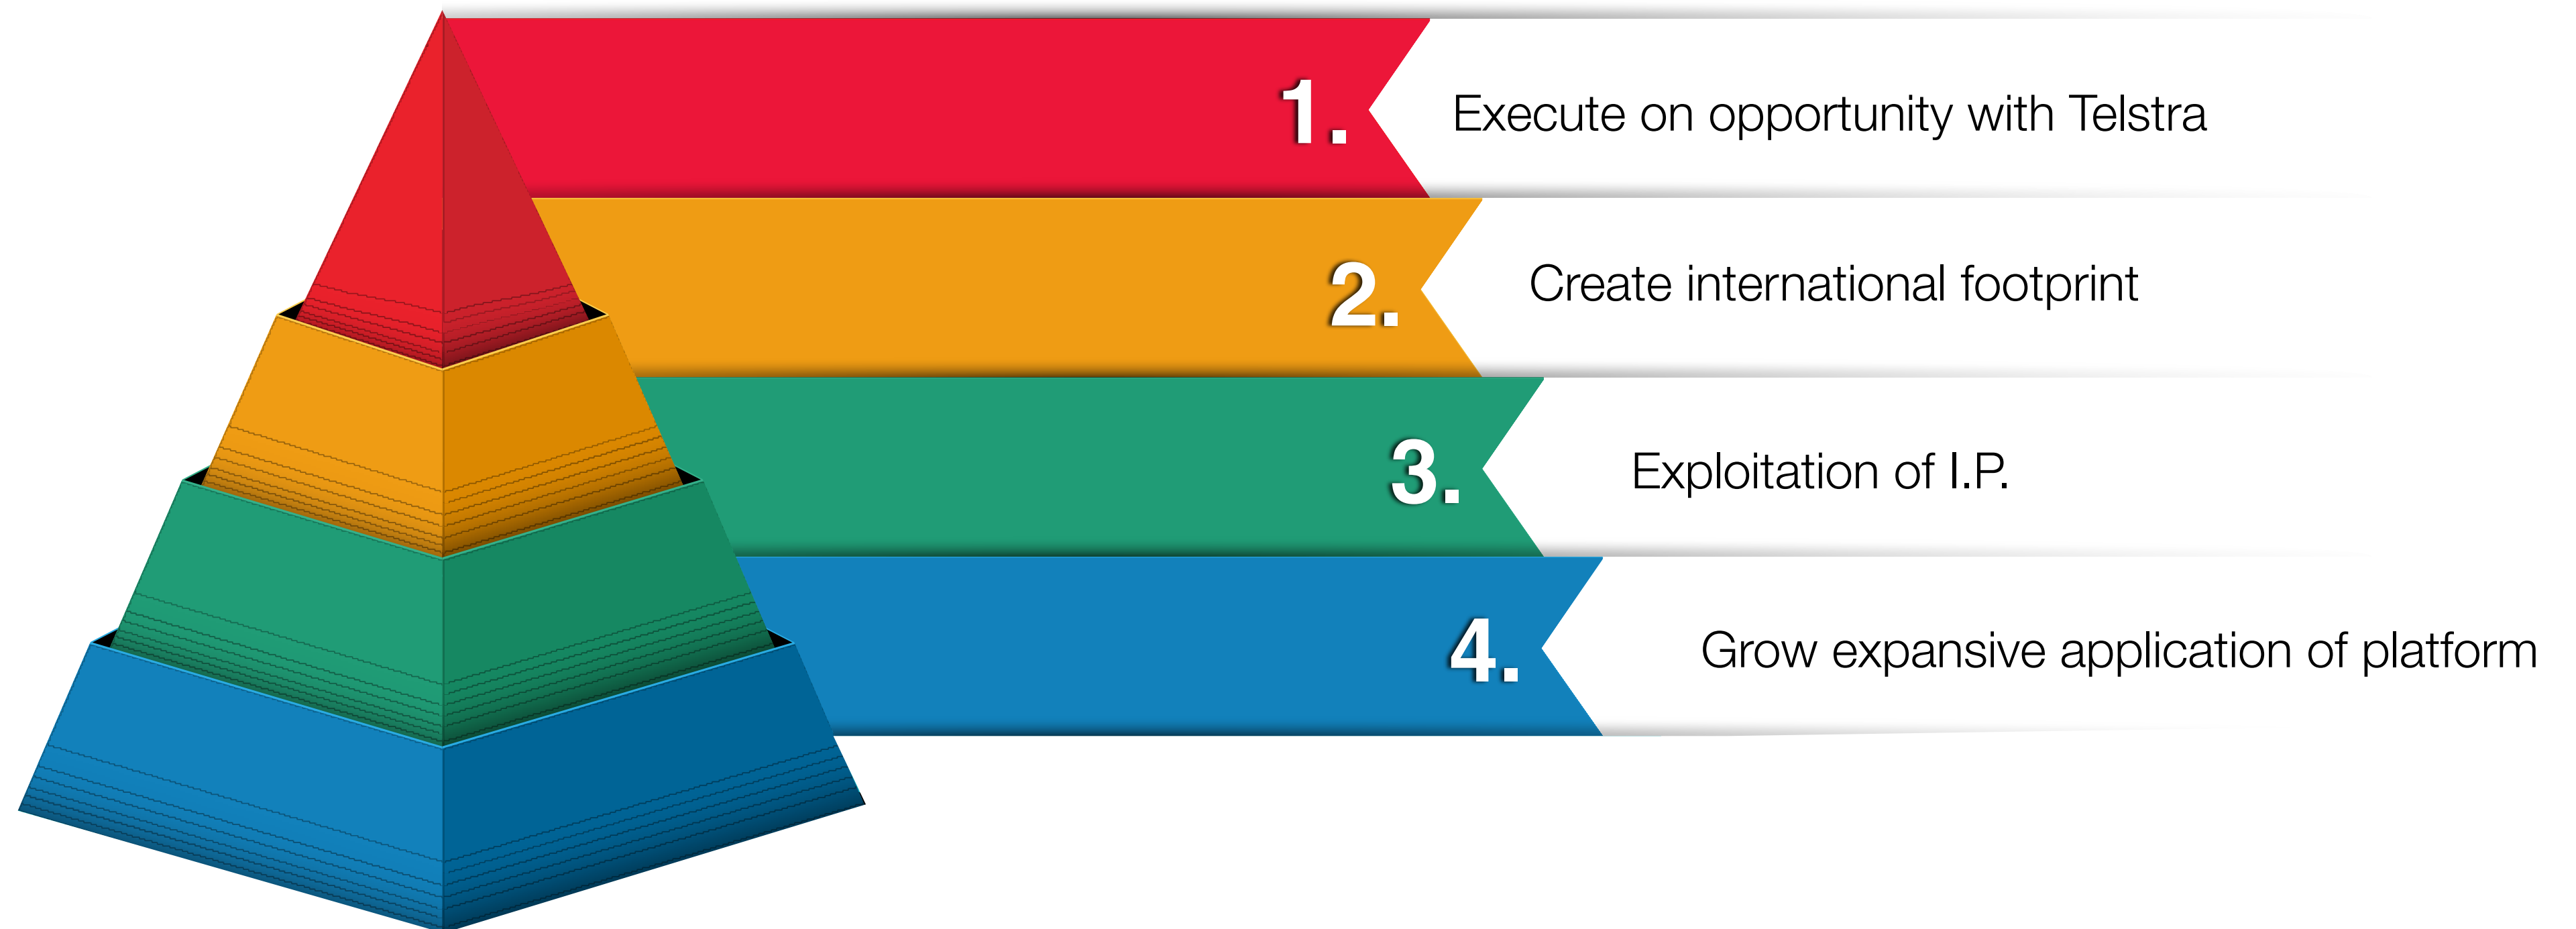 1. Execute on opportunity with Telstra
2. Create international footprint
3. Exploitation of I.P.
4. Grow expansive application of platform